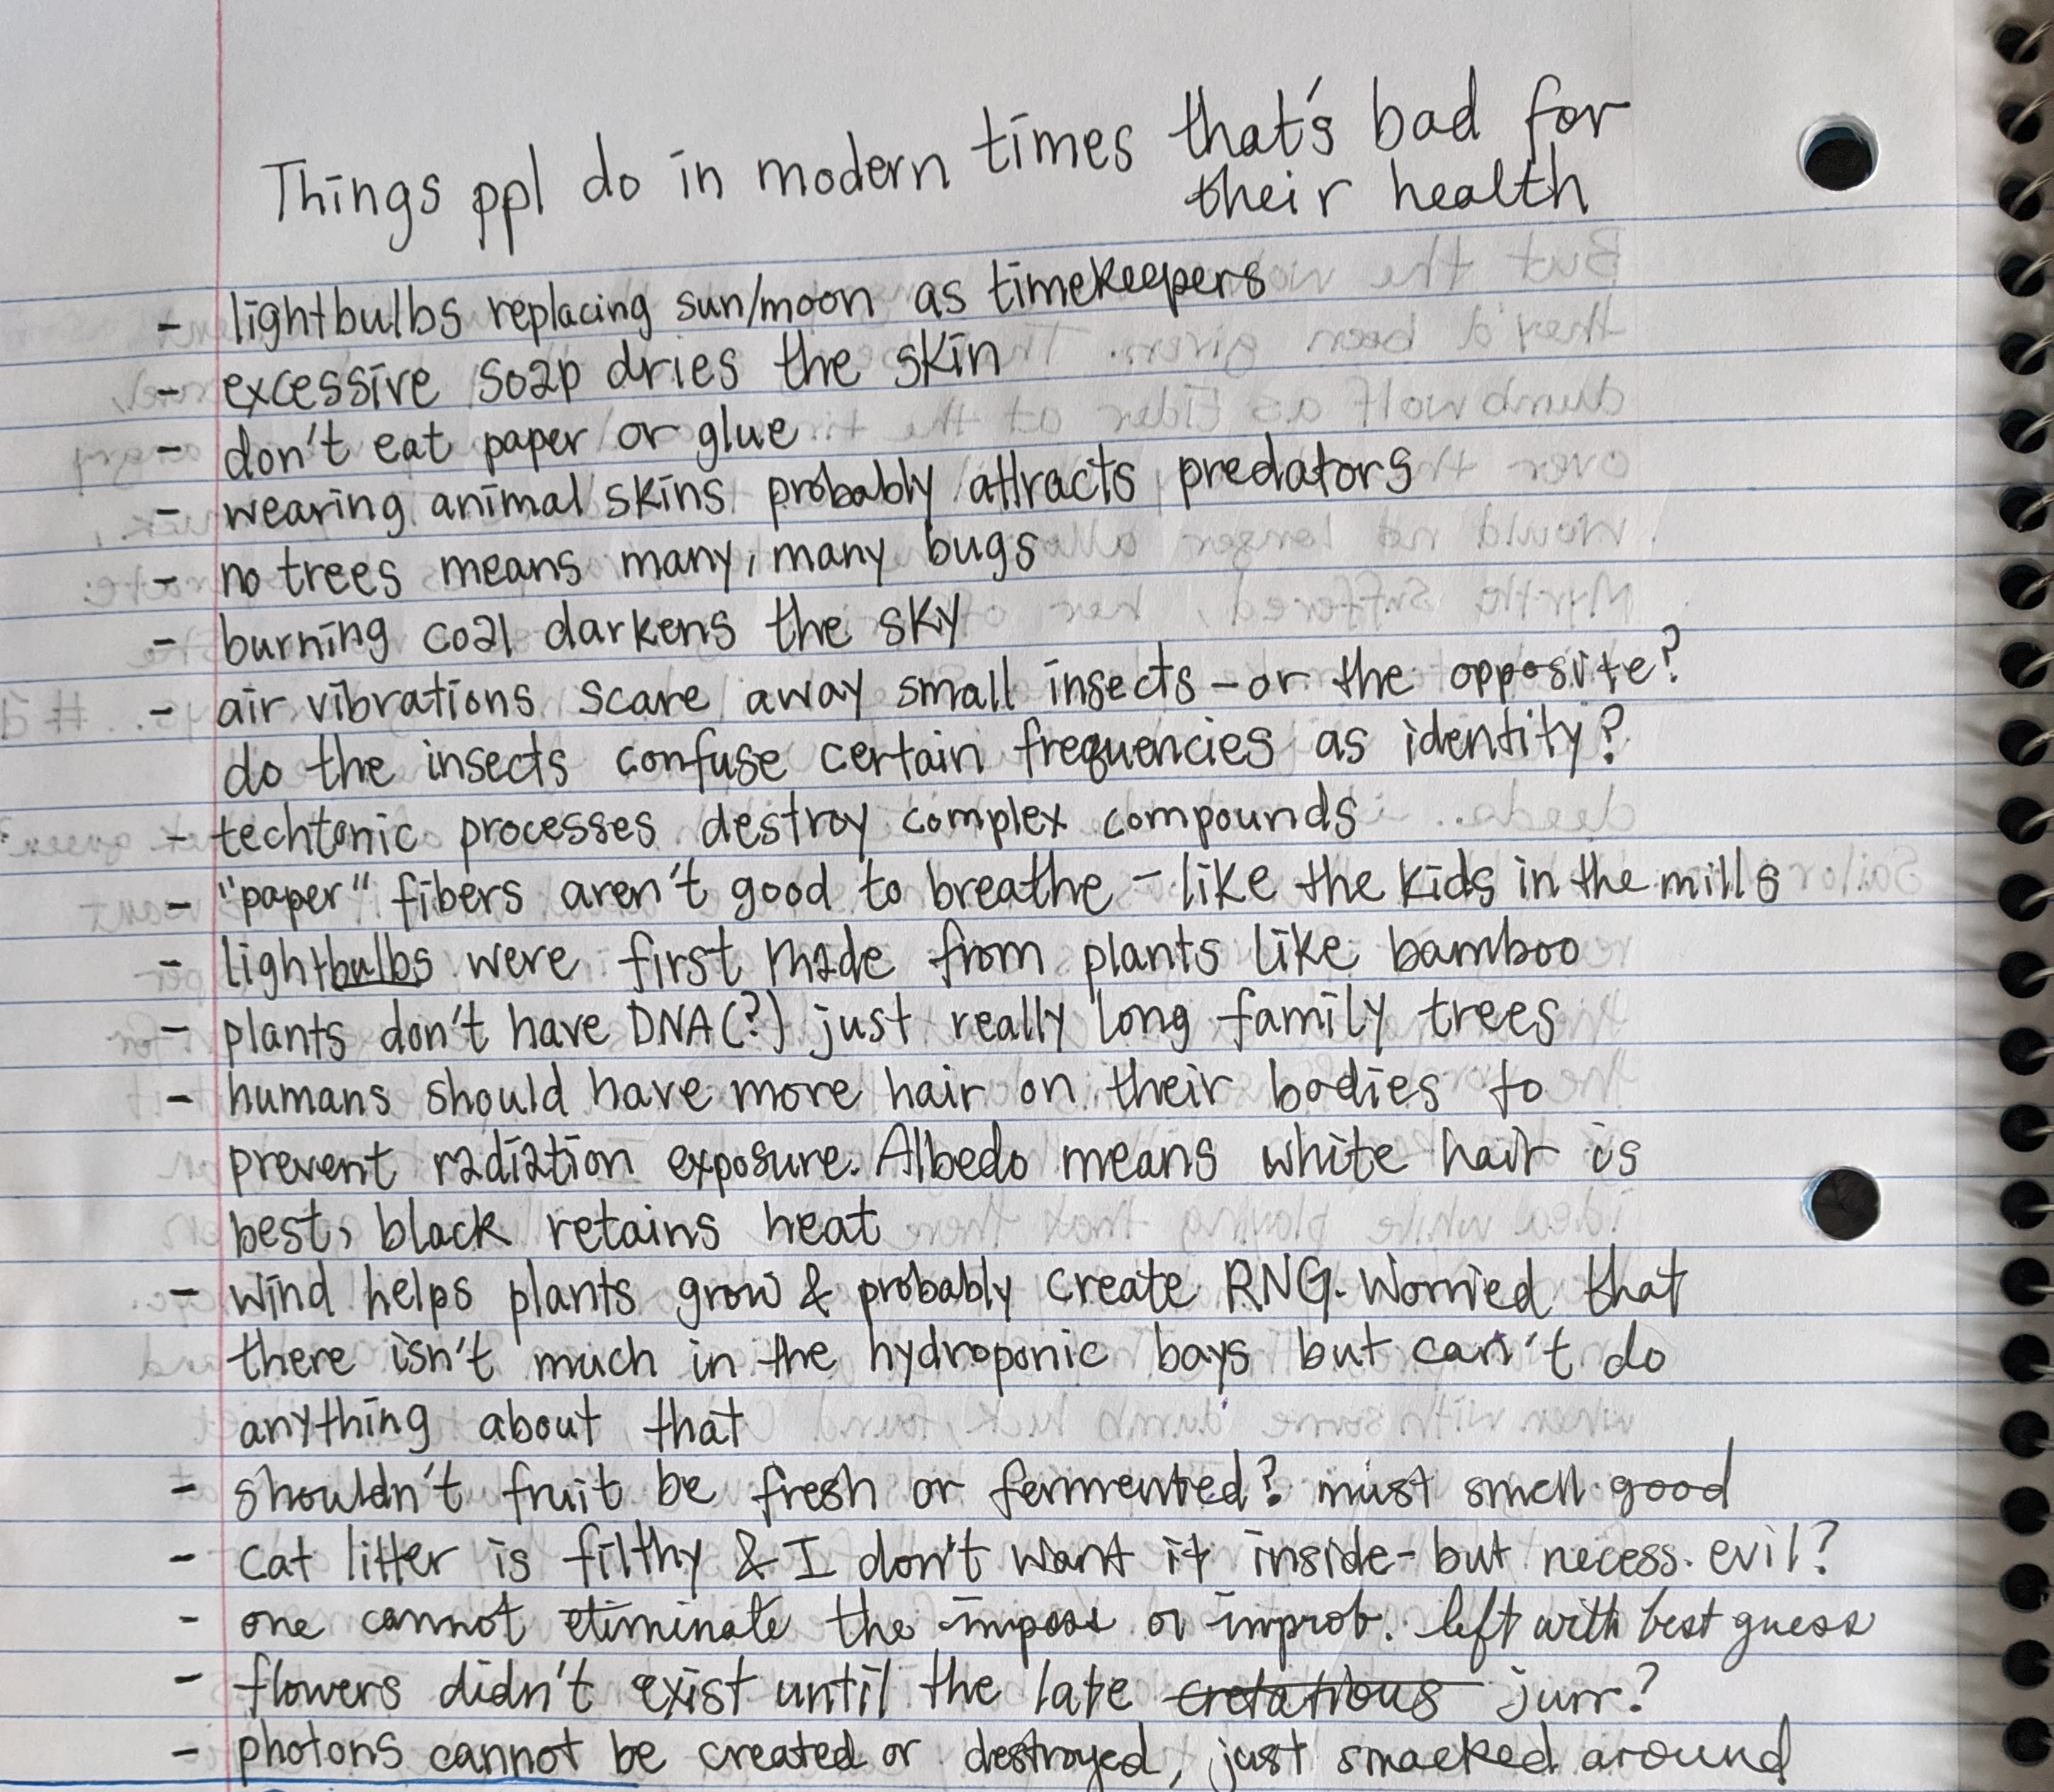 Things ppl do in modern times that's bad for
their health
- lightbulbs replacing sun/moon as timekeepers
- excessive soap dries the skin
- don't eat paper or glue
- wearing animal skins probably attracts predators
- no trees means many, many bugs
- burning coal darkens the sky
- air vibrations scare away small insects - or the opposite?
do the insects confuse certain frequencies as identity?
- techtonic processes destroy complex compounds
- "paper" fibers aren't good to breathe - like the kids in the mills
- lightbulbs were first made from plants like bamboo
- plants don't have DNA(?) just really long family trees
- humans should have more hair on their bodies to
prevent radiation exposure. Albedo means white hair is
best, black retains heat
- wind helps plants grow & probably create RNG. Worried that
there isn't much in the hydroponic bays but can't do
anything about that
- shouldn't fruit be fresh or fermented? must smell good
- cat litter is filthy & I don't want it inside - but necess. evil?
- one cannot eliminate the imposs or improb. left with best guess
- flowers didn't exist until the late cretatious jurr?
- photons cannot be created or destroyed, just smacked around